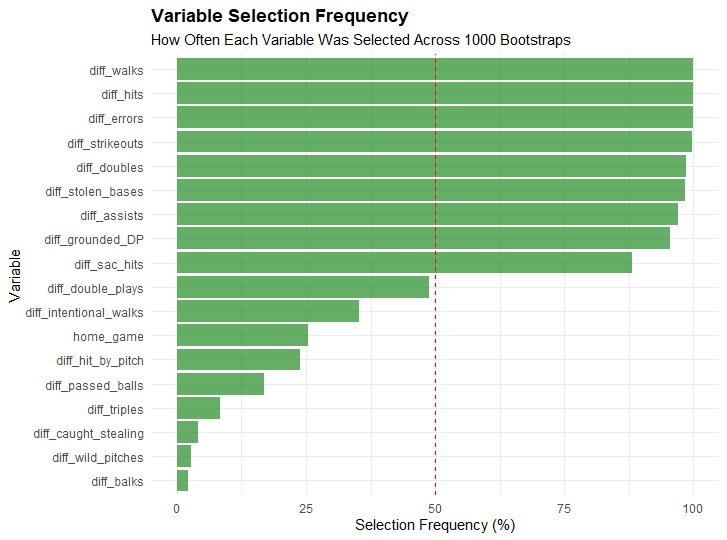 Variable Selection Frequency
How Often Each Variable Was Selected Across 1000 Bootstraps
Variable
diff_walks
diff_hits
diff_errors
diff_strikeouts
diff_doubles
diff_stolen_bases
diff_assists
diff_grounded_DP
diff_sac_hits
diff_double_plays
diff_intentional_walks
home_game
diff_hit_by_pitch
diff_passed_balls
diff_triples
diff_caught_stealing
diff_wild_pitches
diff_balks
0 25 50 75 100
Selection Frequency (%)